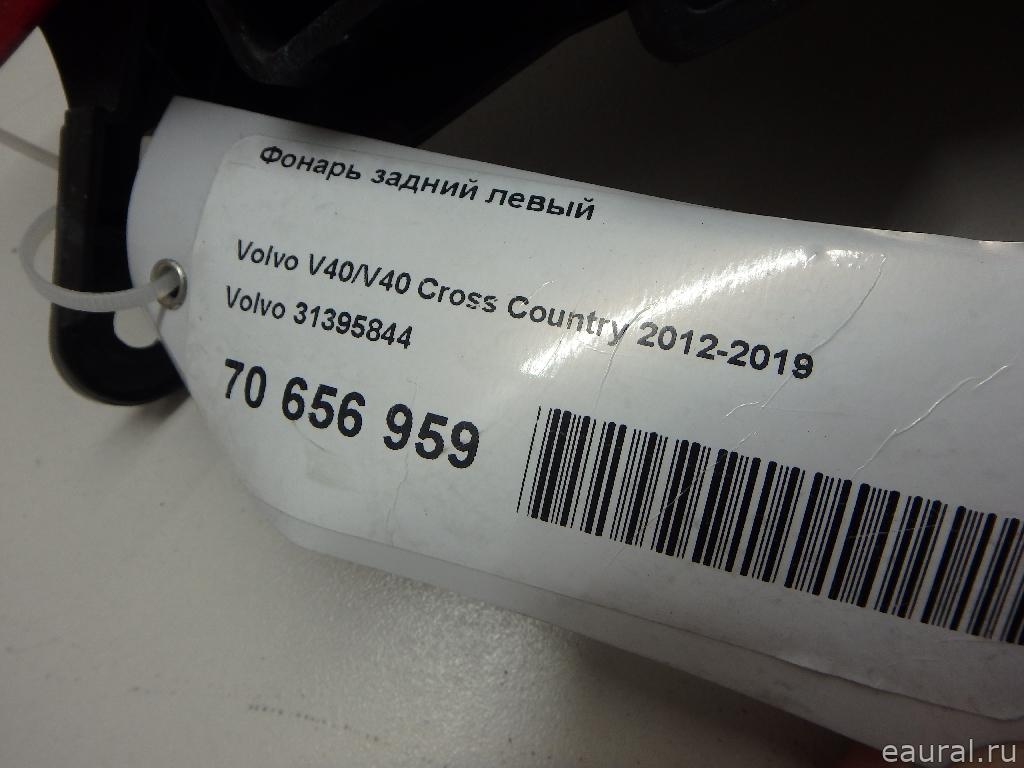 Фонарь задний левый
Volvo V40/V40 Cross Country 2012-2019
Volvo 31395844
70 656 959
eaural.ru